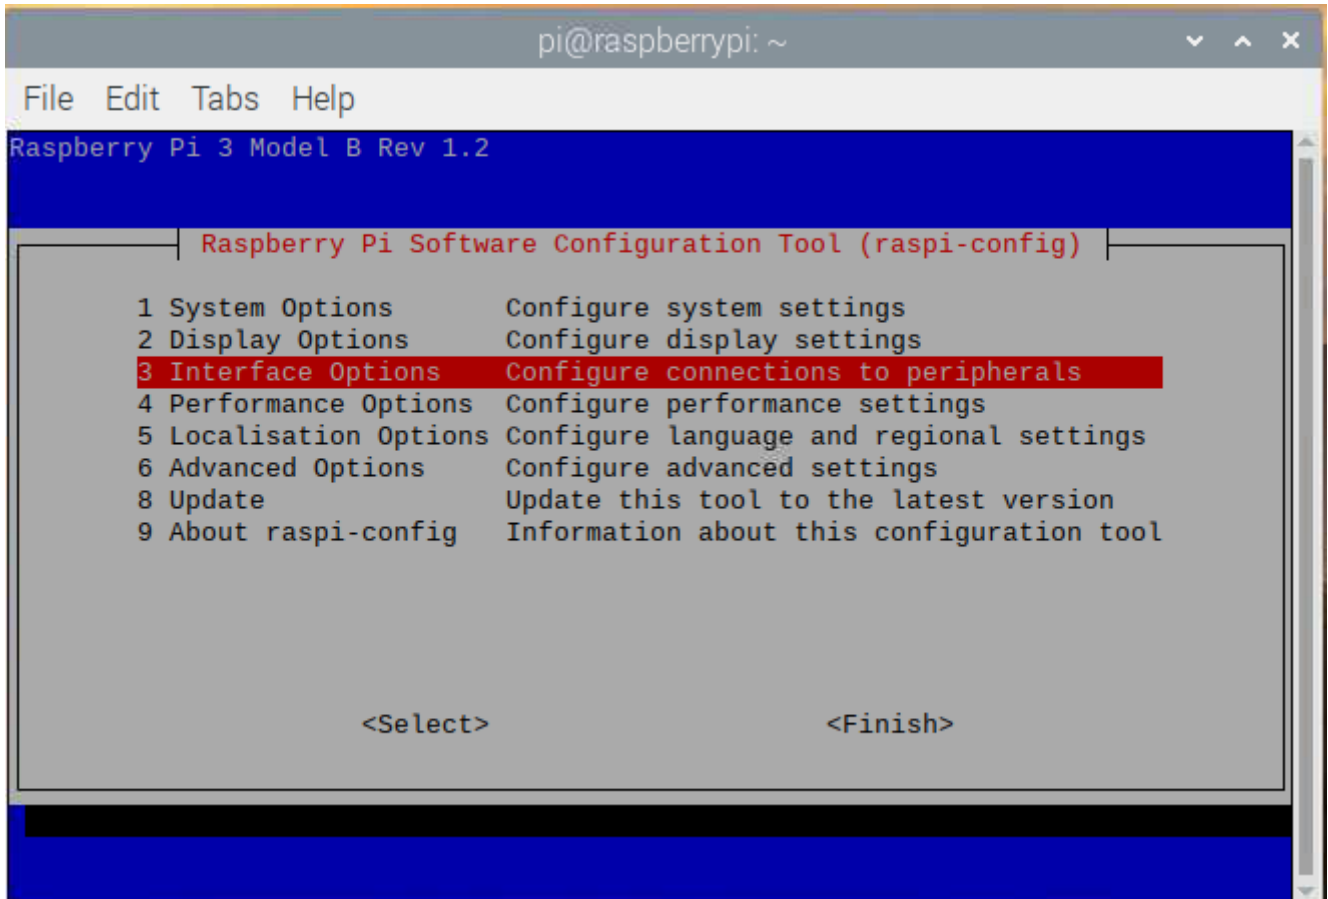 pi@raspberrypi: ~
File Edit Tabs Help
Raspberry Pi 3 Model B Rev 1.2
Raspberry Pi Software Configuration Tool (raspi-config)
1 System Options Configure system settings
2 Display Options Configure display settings
3 Interface Options Configure connections to peripherals
4 Performance Options Configure performance settings
5 Localisation Options Configure language and regional settings
6 Advanced Options Configure advanced settings
8 Update Update this tool to the latest version
9 About raspi-config Information about this configuration tool
<Select> <Finish>